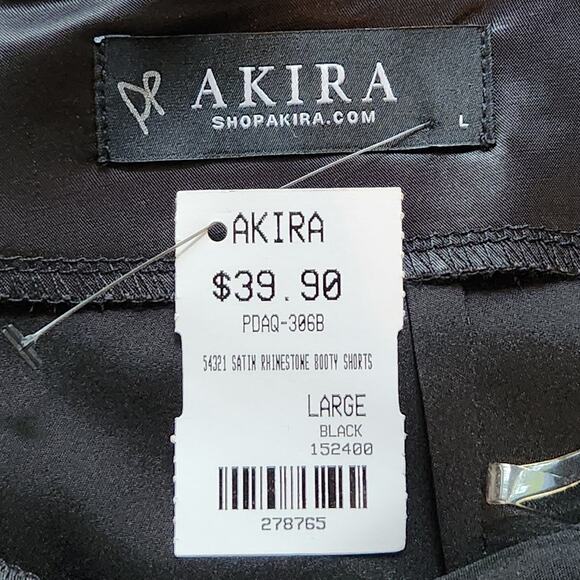 AKIRA
SHOPAKIRA.COM
L
AKIRA
$39.90
PDAQ-306B
54321 SATIN RHINESTONE BOOTY SHORTS
LARGE
BLACK
152400
278765